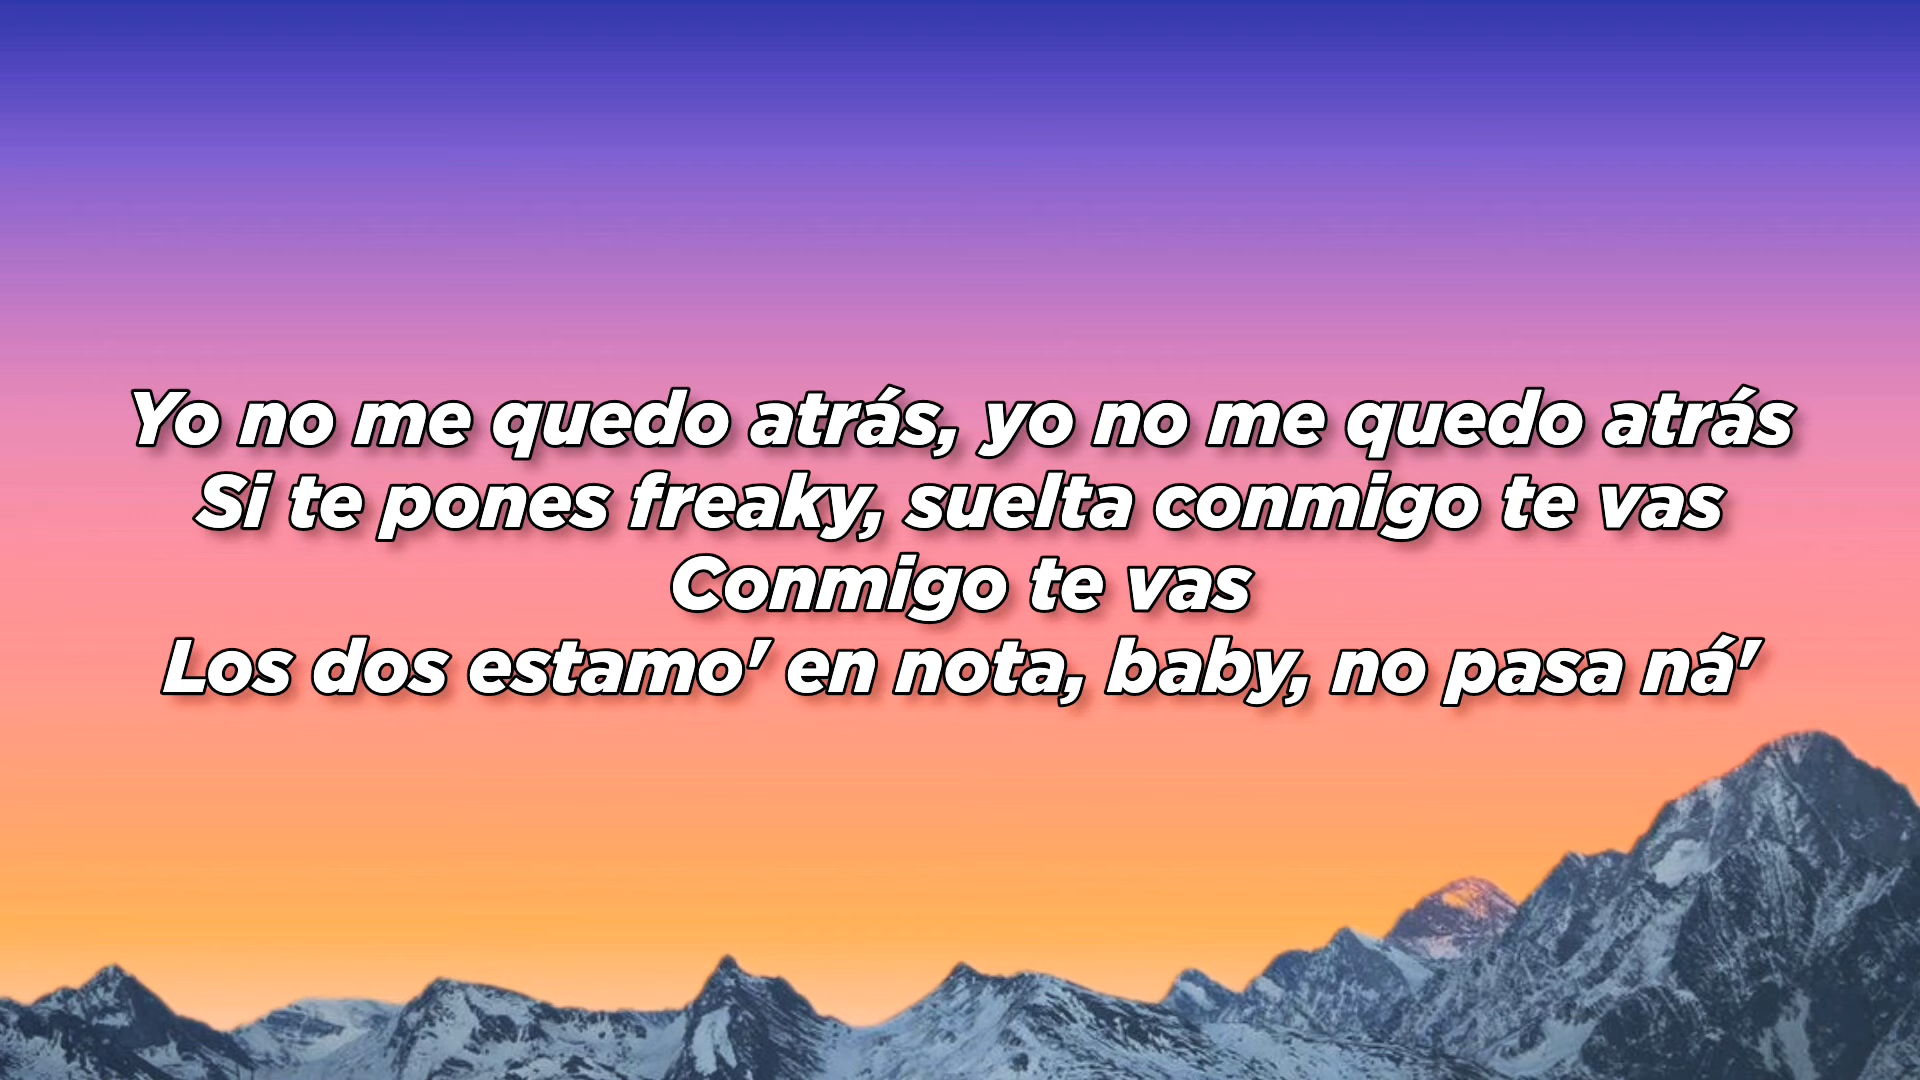 Yo no me quedo atrás, yo no me quedo atrás
Si te pones freaky, suelta conmigo te vas
Conmigo te vas
Los dos estamo' en nota, baby, no pasa ná'